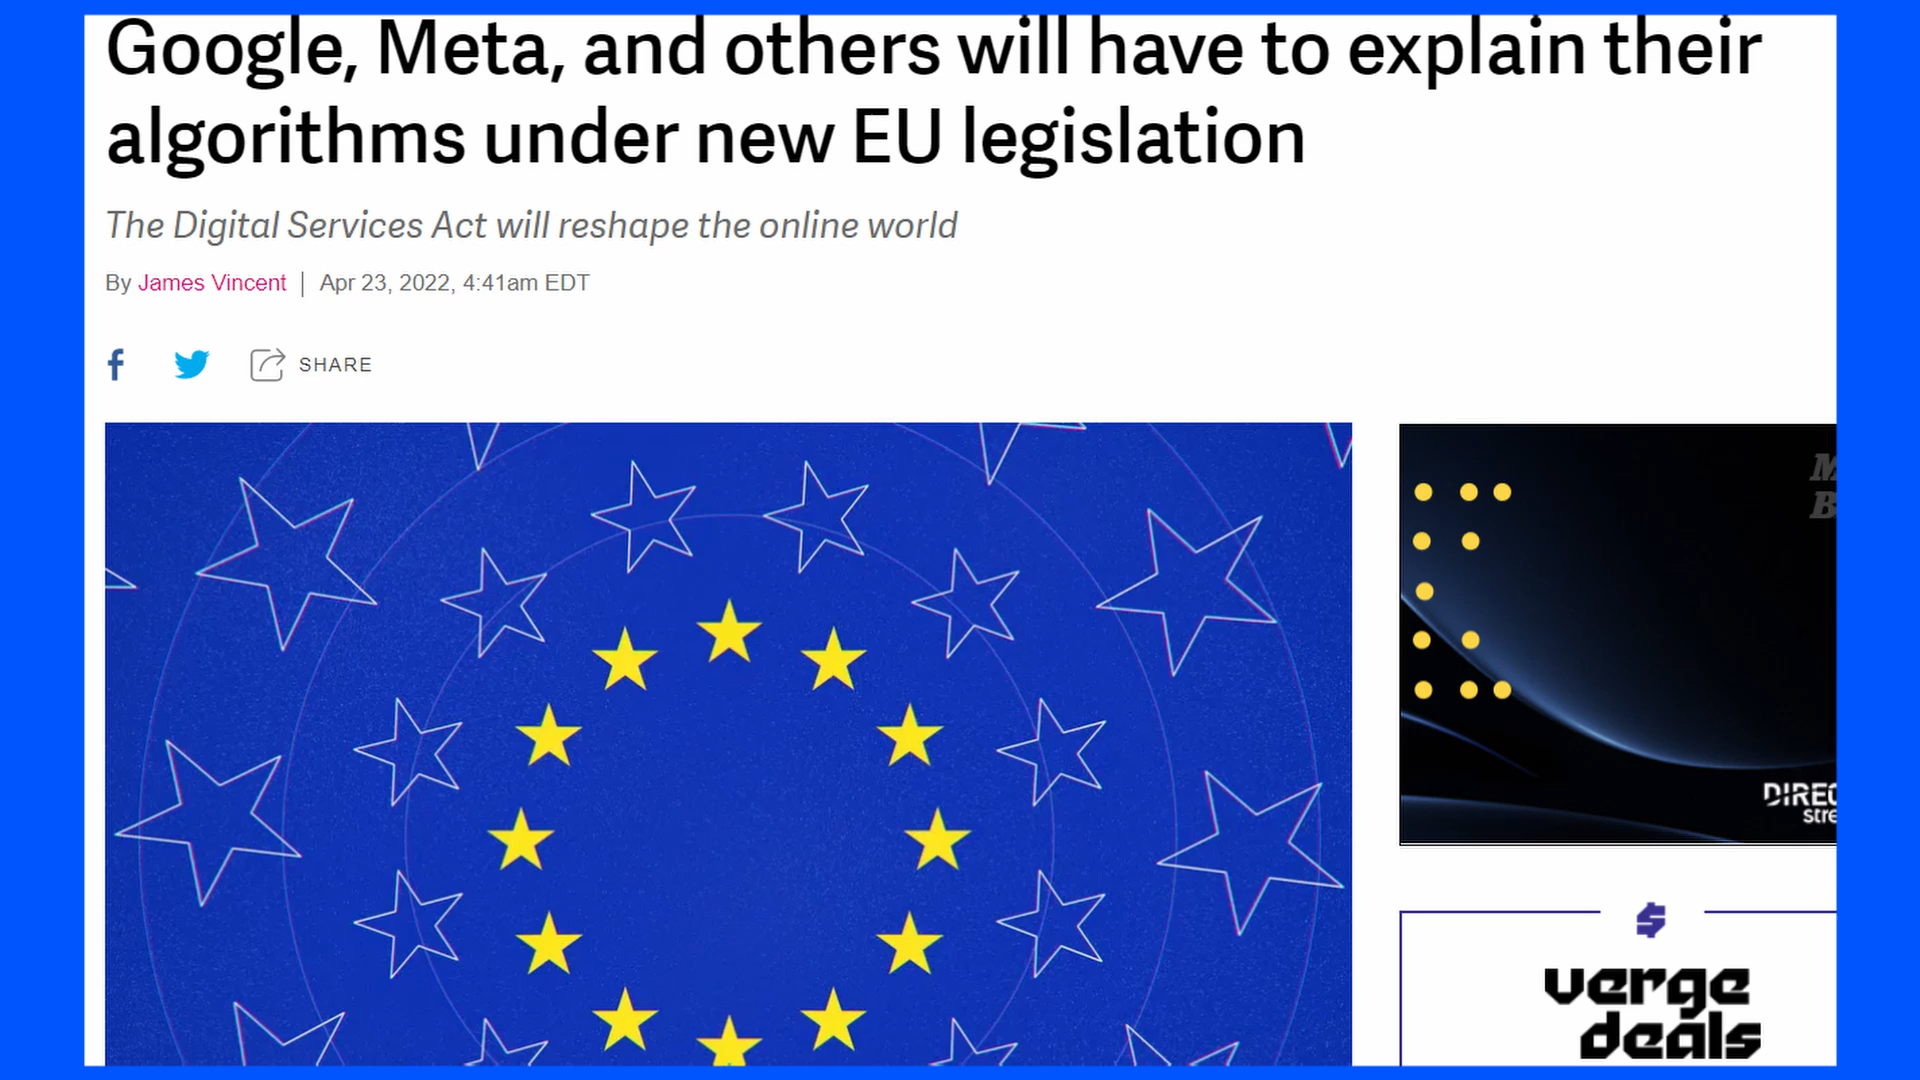 Google, Meta, and others will have to explain their
algorithms under new EU legislation
The Digital Services Act will reshape the online world
By James Vincent | Apr 23, 2022, 4:41am EDT
SHARE
verge
deals